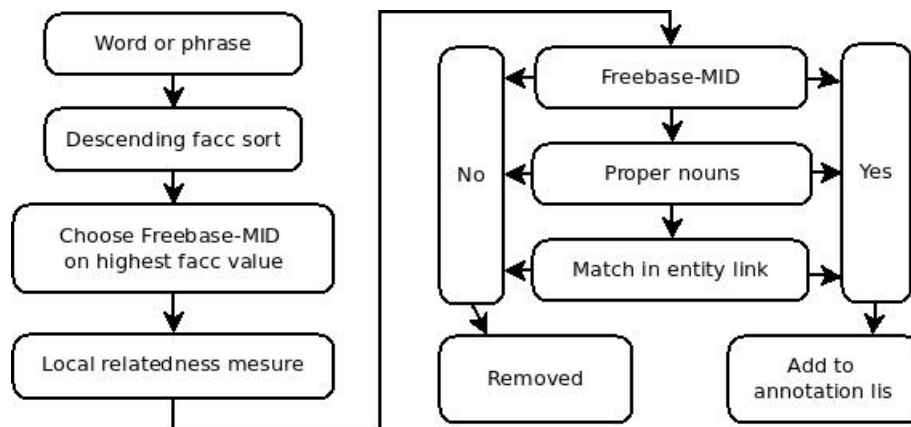 Word or phrase
Descending facc sort
Choose Freebase-MID
on highest facc value
Local relatedness mesure
Freebase-MID
No
Proper nouns
Yes
Match in entity link
Removed
Add to
annotation lis